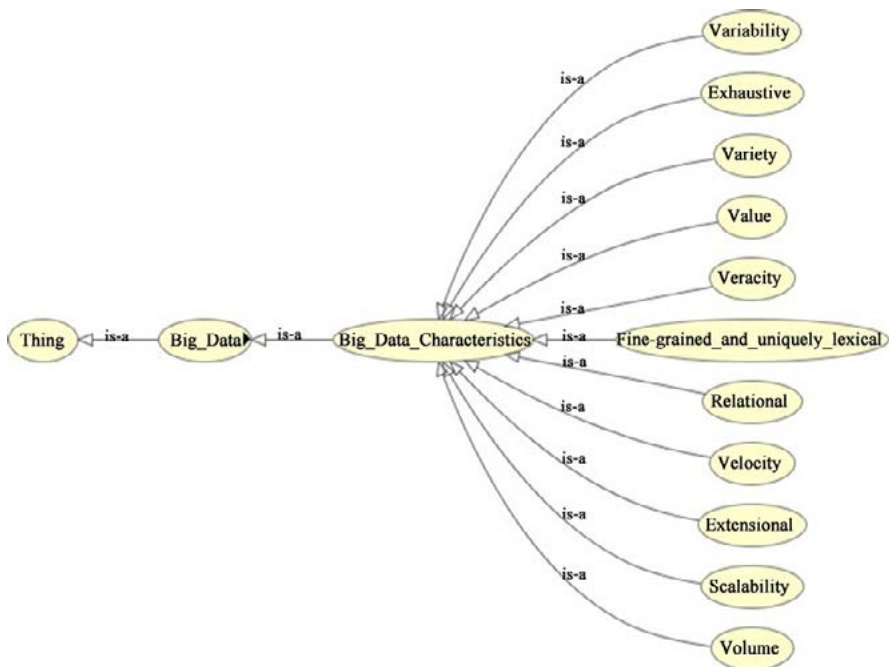 Variability
is-a
Exhaustive
is-a
Variety
is-a
Value
is-a
Veracity
is-a
Thing
is-a
Big_Data
is-a
Big_Data_Characteristics
is-a
Fine-grained_and_uniquely_lexical
is-a
Relational
is-a
Velocity
is-a
Extensional
is-a
Scalability
is-a
Volume
is-a